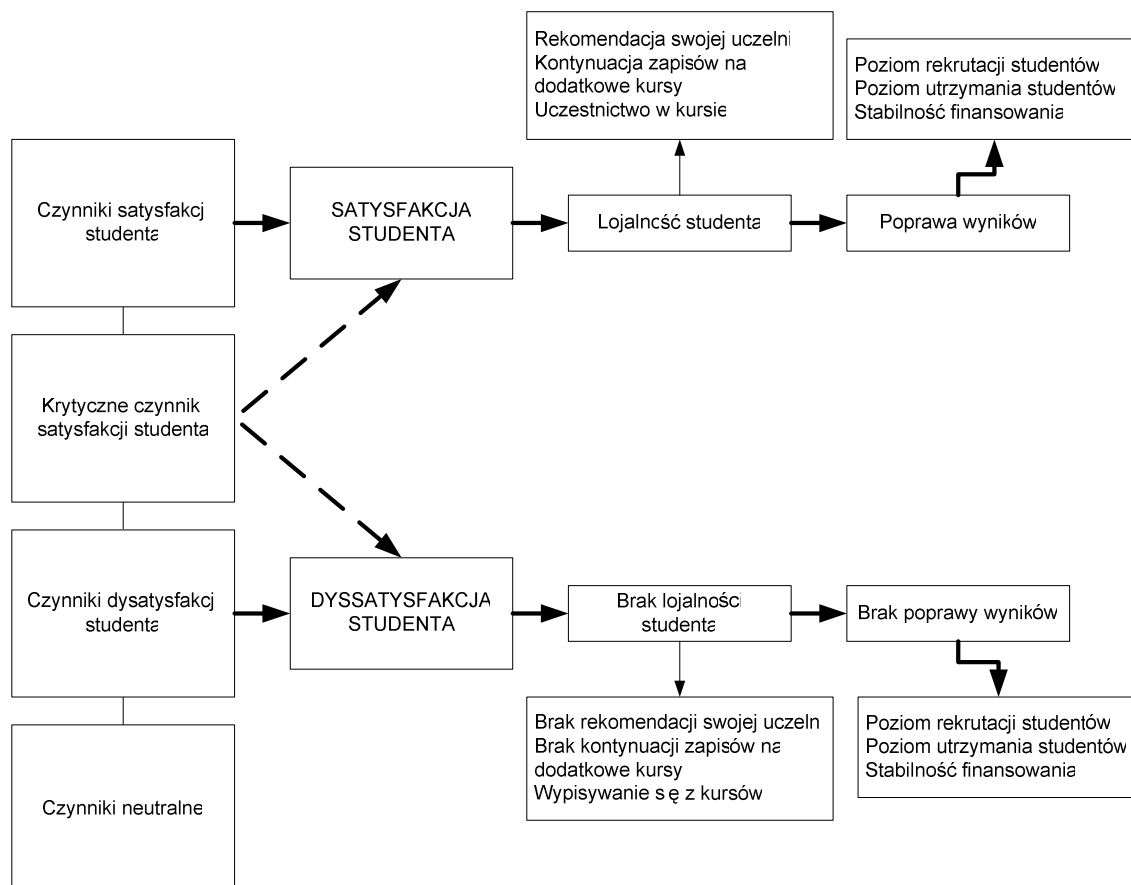 Rekomendacja swojej uczelni
Kontynuacja zapisów na
dodatkowe kursy
Uczestnictwo w kursie
Poziom rekrutacji studentów
Poziom utrzymania studentów
Stabilność finansowania
Czynniki satysfakcj
studenta
SATYSFAKCJA
STUDENTA
Lojalność studenta
Poprawa wyników
Krytyczne czynnik
satysfakcji studenta
Czynniki dysatysfakcj
studenta
DYSSATYSFAKCJA
STUDENTA
Brak lojalności
studenta
Brak poprawy wyników
Brak rekomendacji swojej uczeln
Brak kontynuacji zapisów na
dodatkowe kursy
Wypisywanie s ę z kursów
Poziom rekrutacji studentów
Poziom utrzymania studentów
Stabilność finansowania
Czynniki neutralne